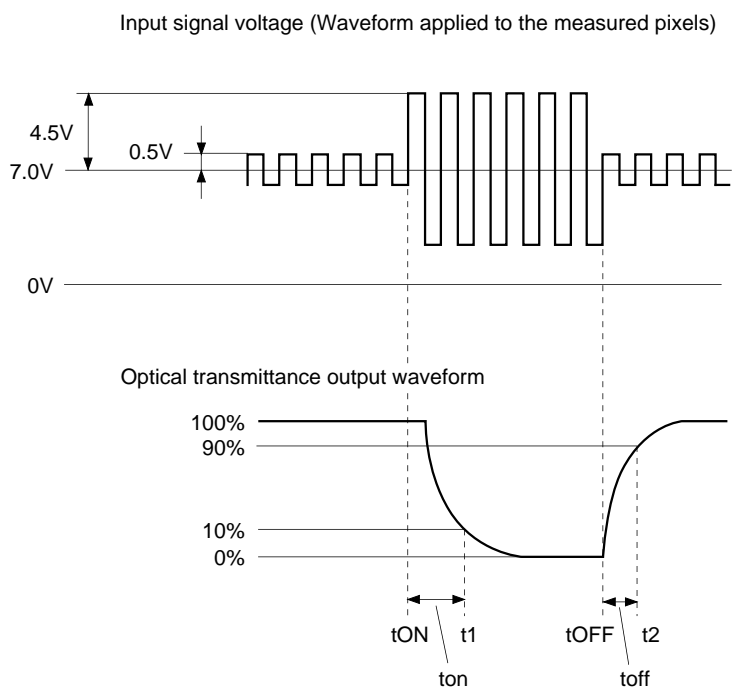 Input signal voltage (Waveform applied to the measured pixels)
4.5V
0.5V
7.0V
0V
Optical transmittance output waveform
100%
90%
10%
0%
tON t1 tOFF t2
ton toff